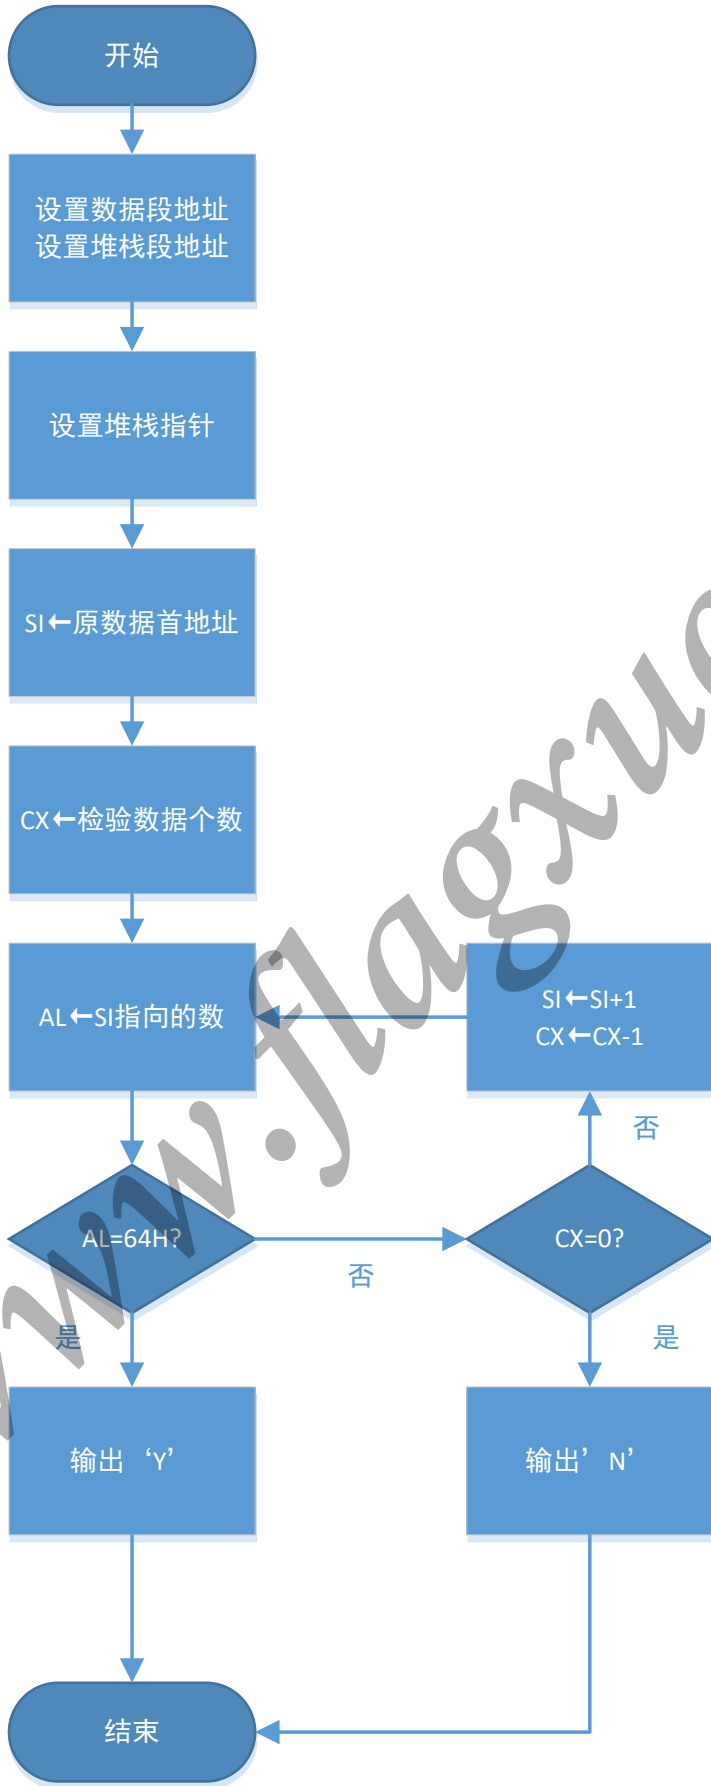 开始
设置数据段地址
设置堆栈段地址
设置堆栈指针
SI←原数据首地址
CX←检验数据个数
AL←SI指向的数
SI←SI+1
CX←CX-1
否
AL=64H?
否
CX=0?
是
是
输出‘Y’
输出’N’
结束
www.flagxu